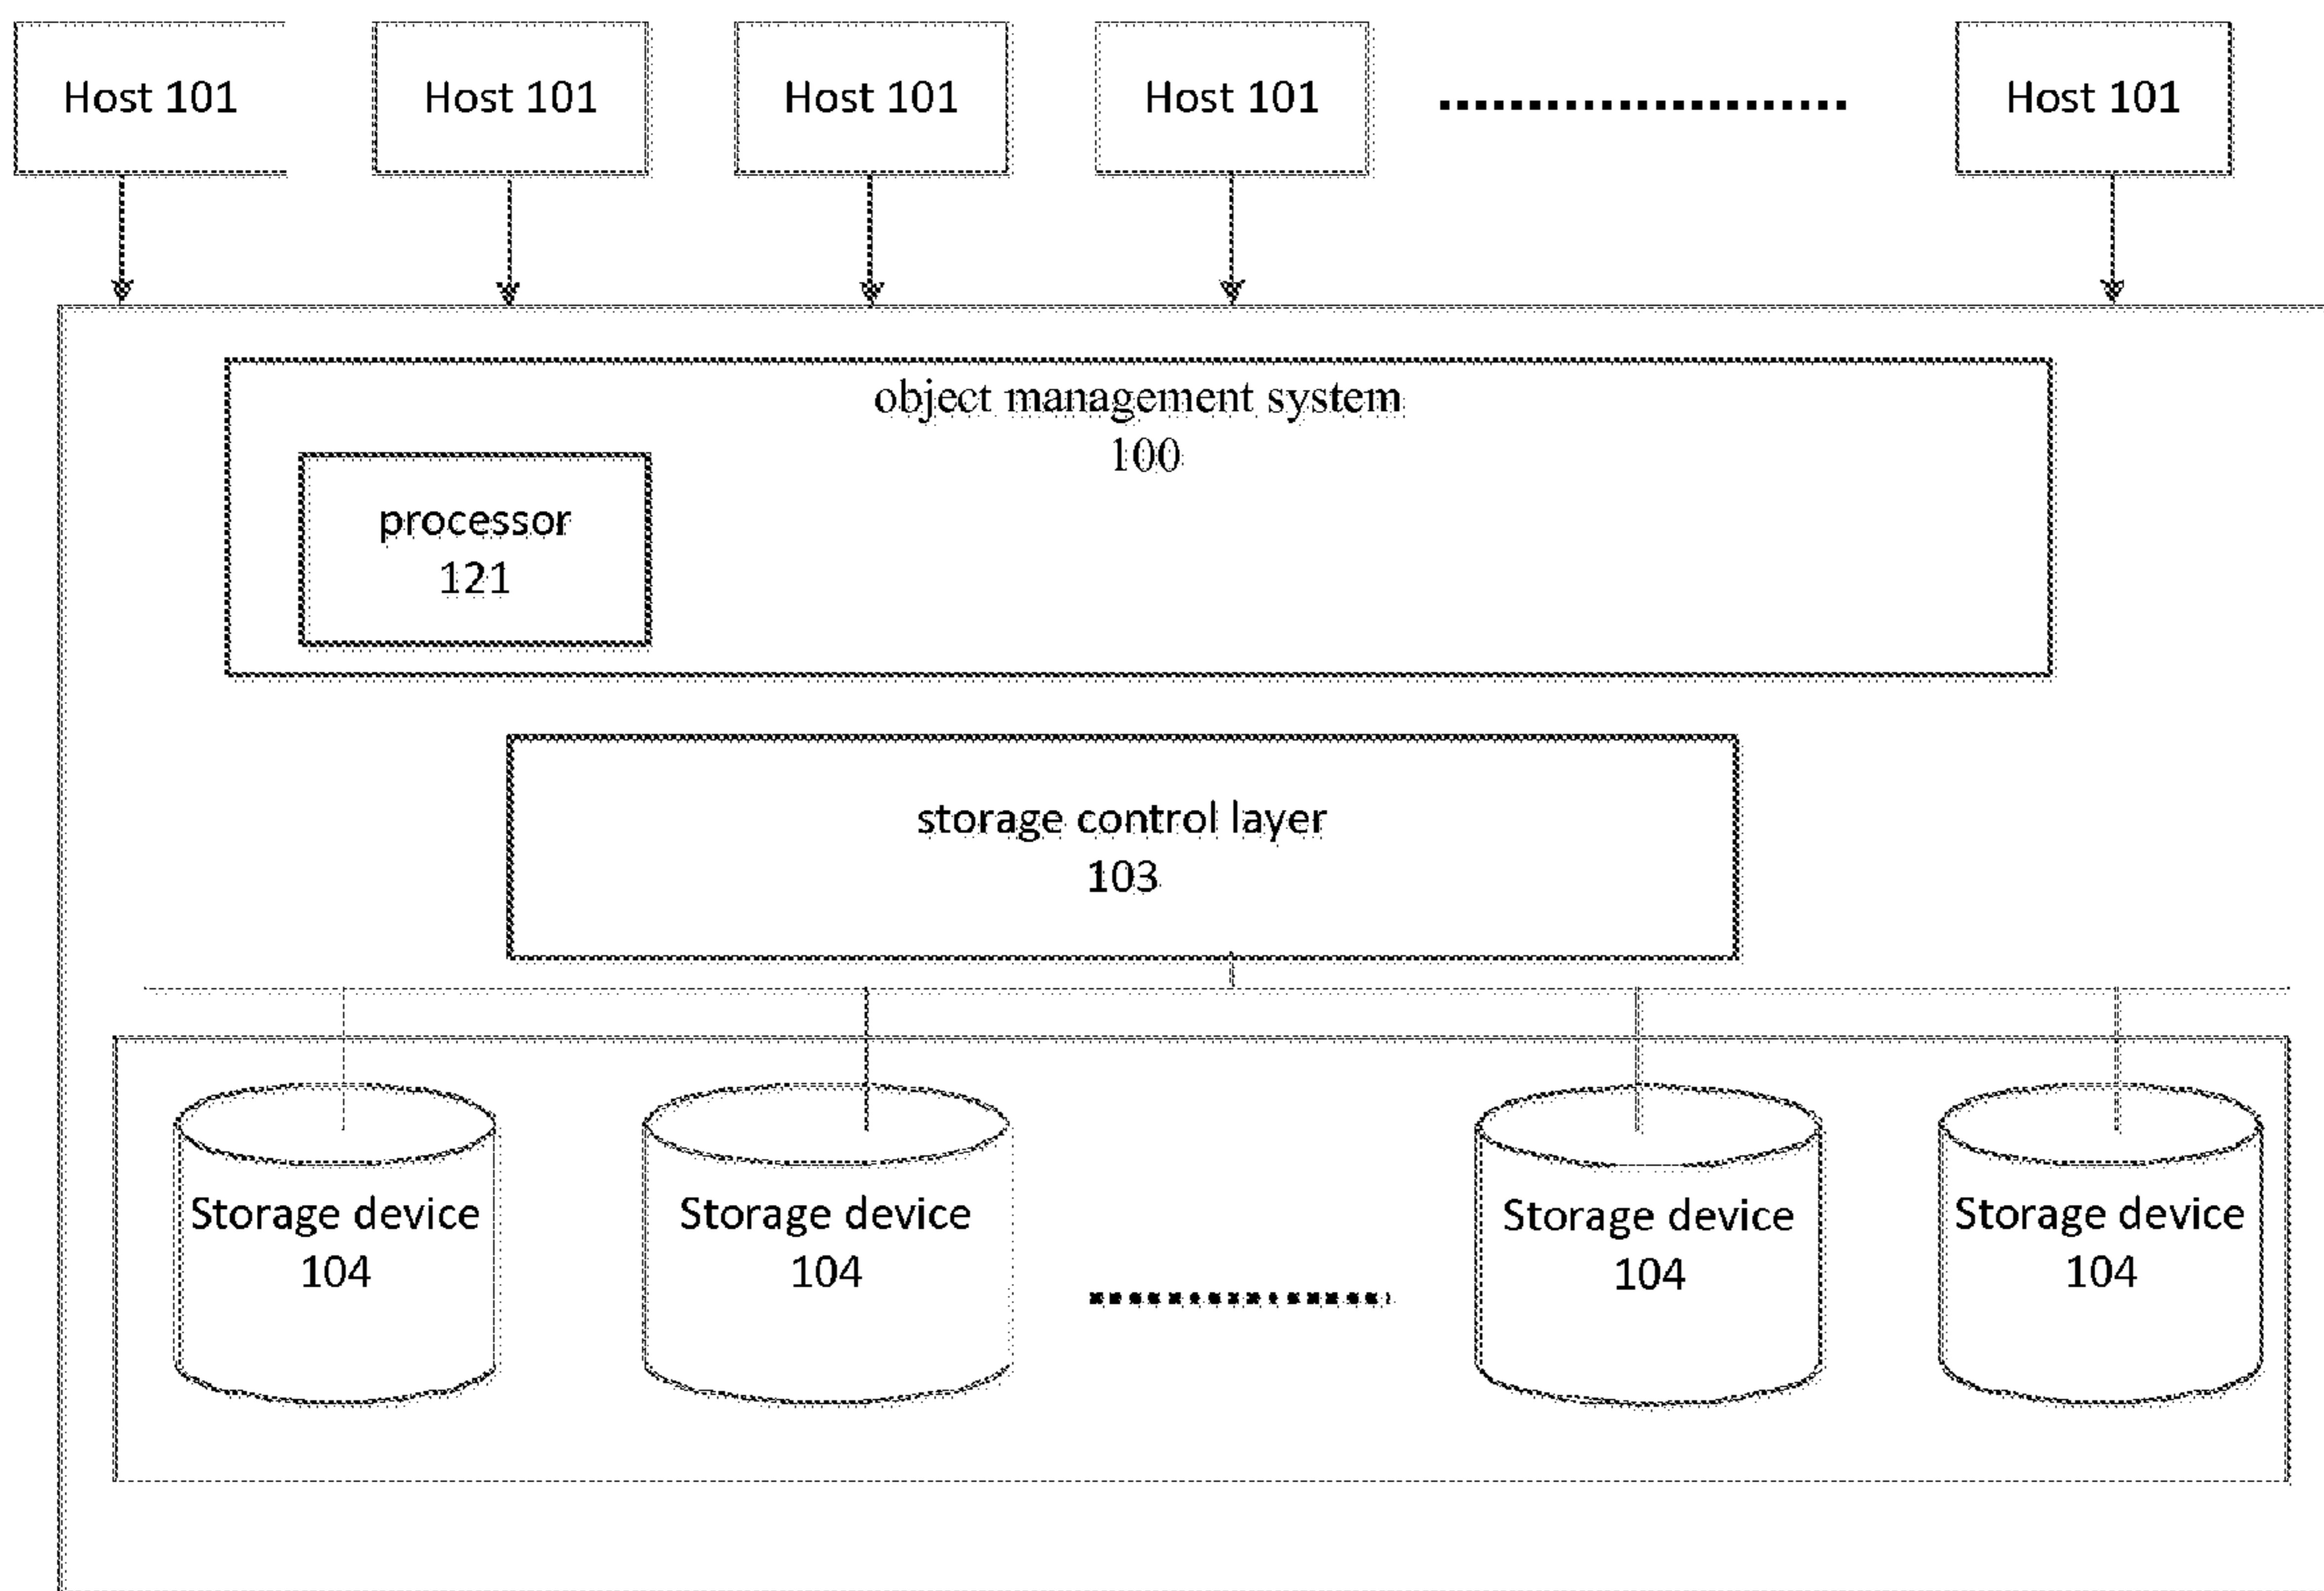 Host 101
Host 101
Host 101
Host 101
Host 101
object management system
100
processor
121
storage control layer
103
Storage device
104
Storage device
104
Storage device
104
Storage device
104